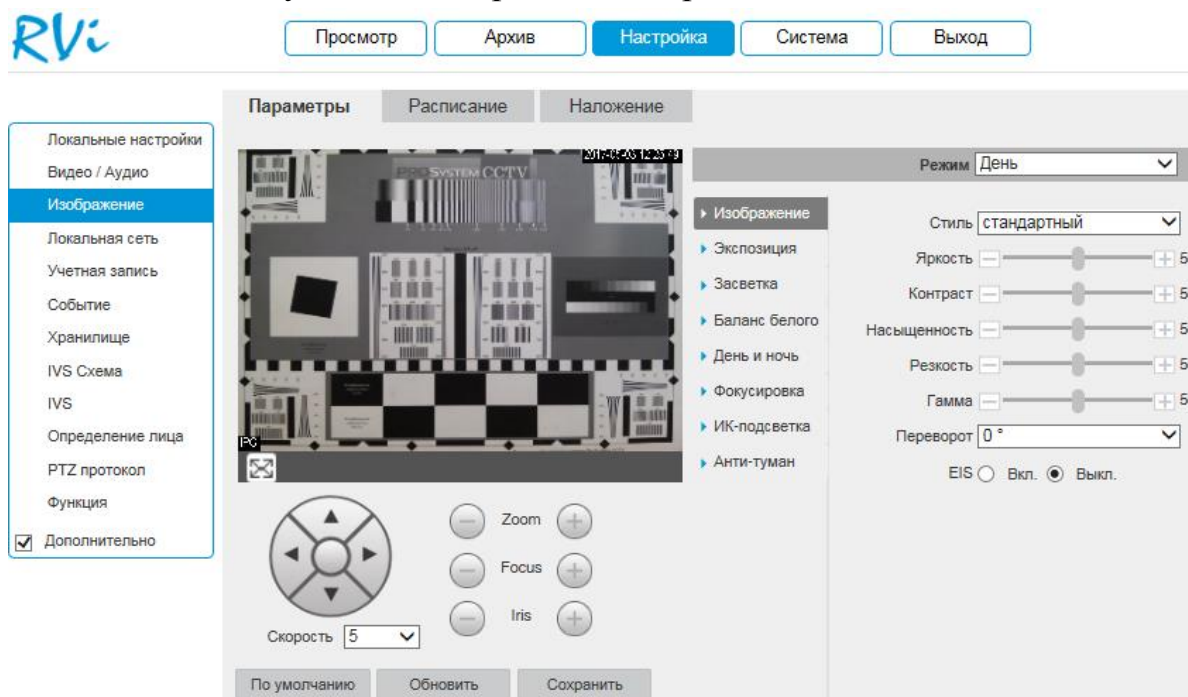 RVi
Просмотр Архив Настройка Система Выход
Параметры Расписание Наложение
Локальные настройки
Видео / Аудио
Изображение
Локальная сеть
Учетная запись
Событие
Хранилище
IVS Схема
IVS
Определение лица
PTZ протокол
Функция
Дополнительно
SYSTEM CCTV
IPC
Скорость 5
Zoom
Focus
Iris
По умолчанию Обновить Сохранить
Режим День
Изображение
Экспозиция
Засветка
Баланс белого
День и ночь
Фокусировка
ИК-подсветка
Анти-туман
Стиль стандартный
Яркость 5
Контраст 5
Насыщенность 5
Резкость 5
Гамма 5
Переворот 0 °
EIS Вкл. Выкл.